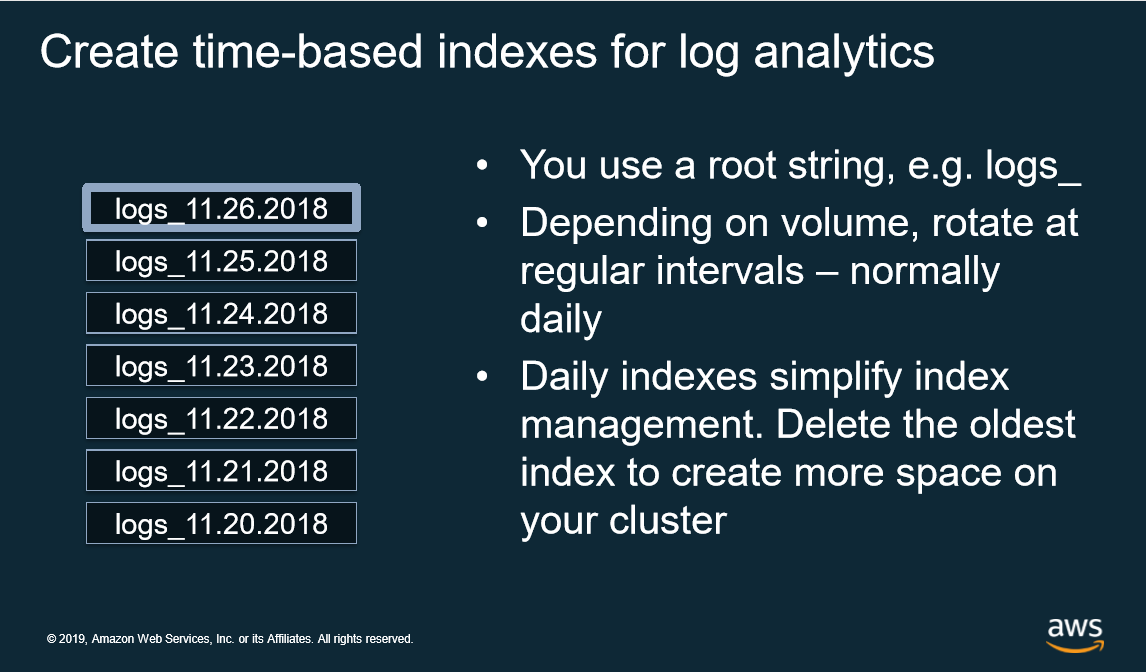 Create time-based indexes for log analytics
logs_11.26.2018
logs_11.25.2018
logs_11.24.2018
logs_11.23.2018
logs_11.22.2018
logs_11.21.2018
logs_11.20.2018
• You use a root string, e.g. logs_
• Depending on volume, rotate at
regular intervals – normally
daily
• Daily indexes simplify index
management. Delete the oldest
index to create more space on
your cluster
© 2019, Amazon Web Services, Inc. or its Affiliates. All rights reserved.
aws